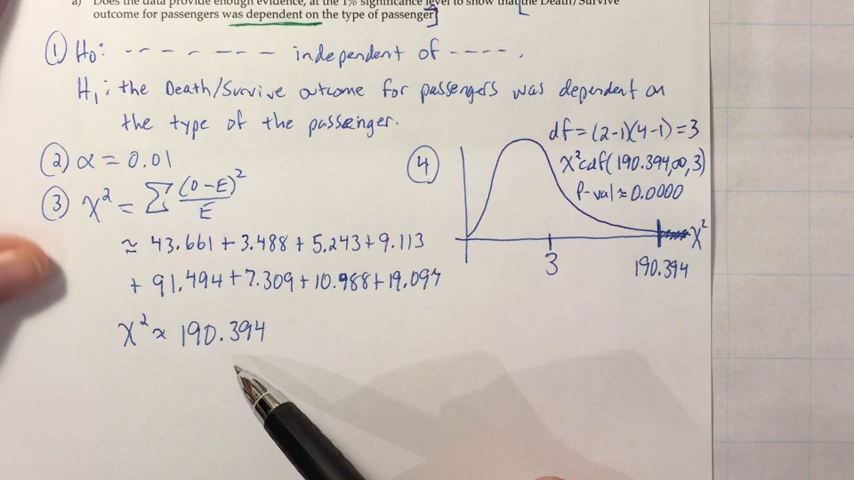 a) Does the data provide enough evidence, at the 1% significance level to show that the Death/Survive
outcome for passengers was dependent on the type of passenger]
① H₀: - - - - - - - independent of - - - - .
H₁: the Death/Survive outcome for passengers was dependent on
the type of the passenger.
② α = 0.01
③ χ² = ∑ (O-E)²/E
≈ 43.661 + 3.488 + 5.243 + 9.113
+ 91.494 + 7.309 + 10.988 + 19.097
χ² ≈ 190.394
④
df = (2-1)(4-1) = 3
χ²cdf(190.394, ∞, 3)
P-val ≈ 0.0000
χ²
3
190.394